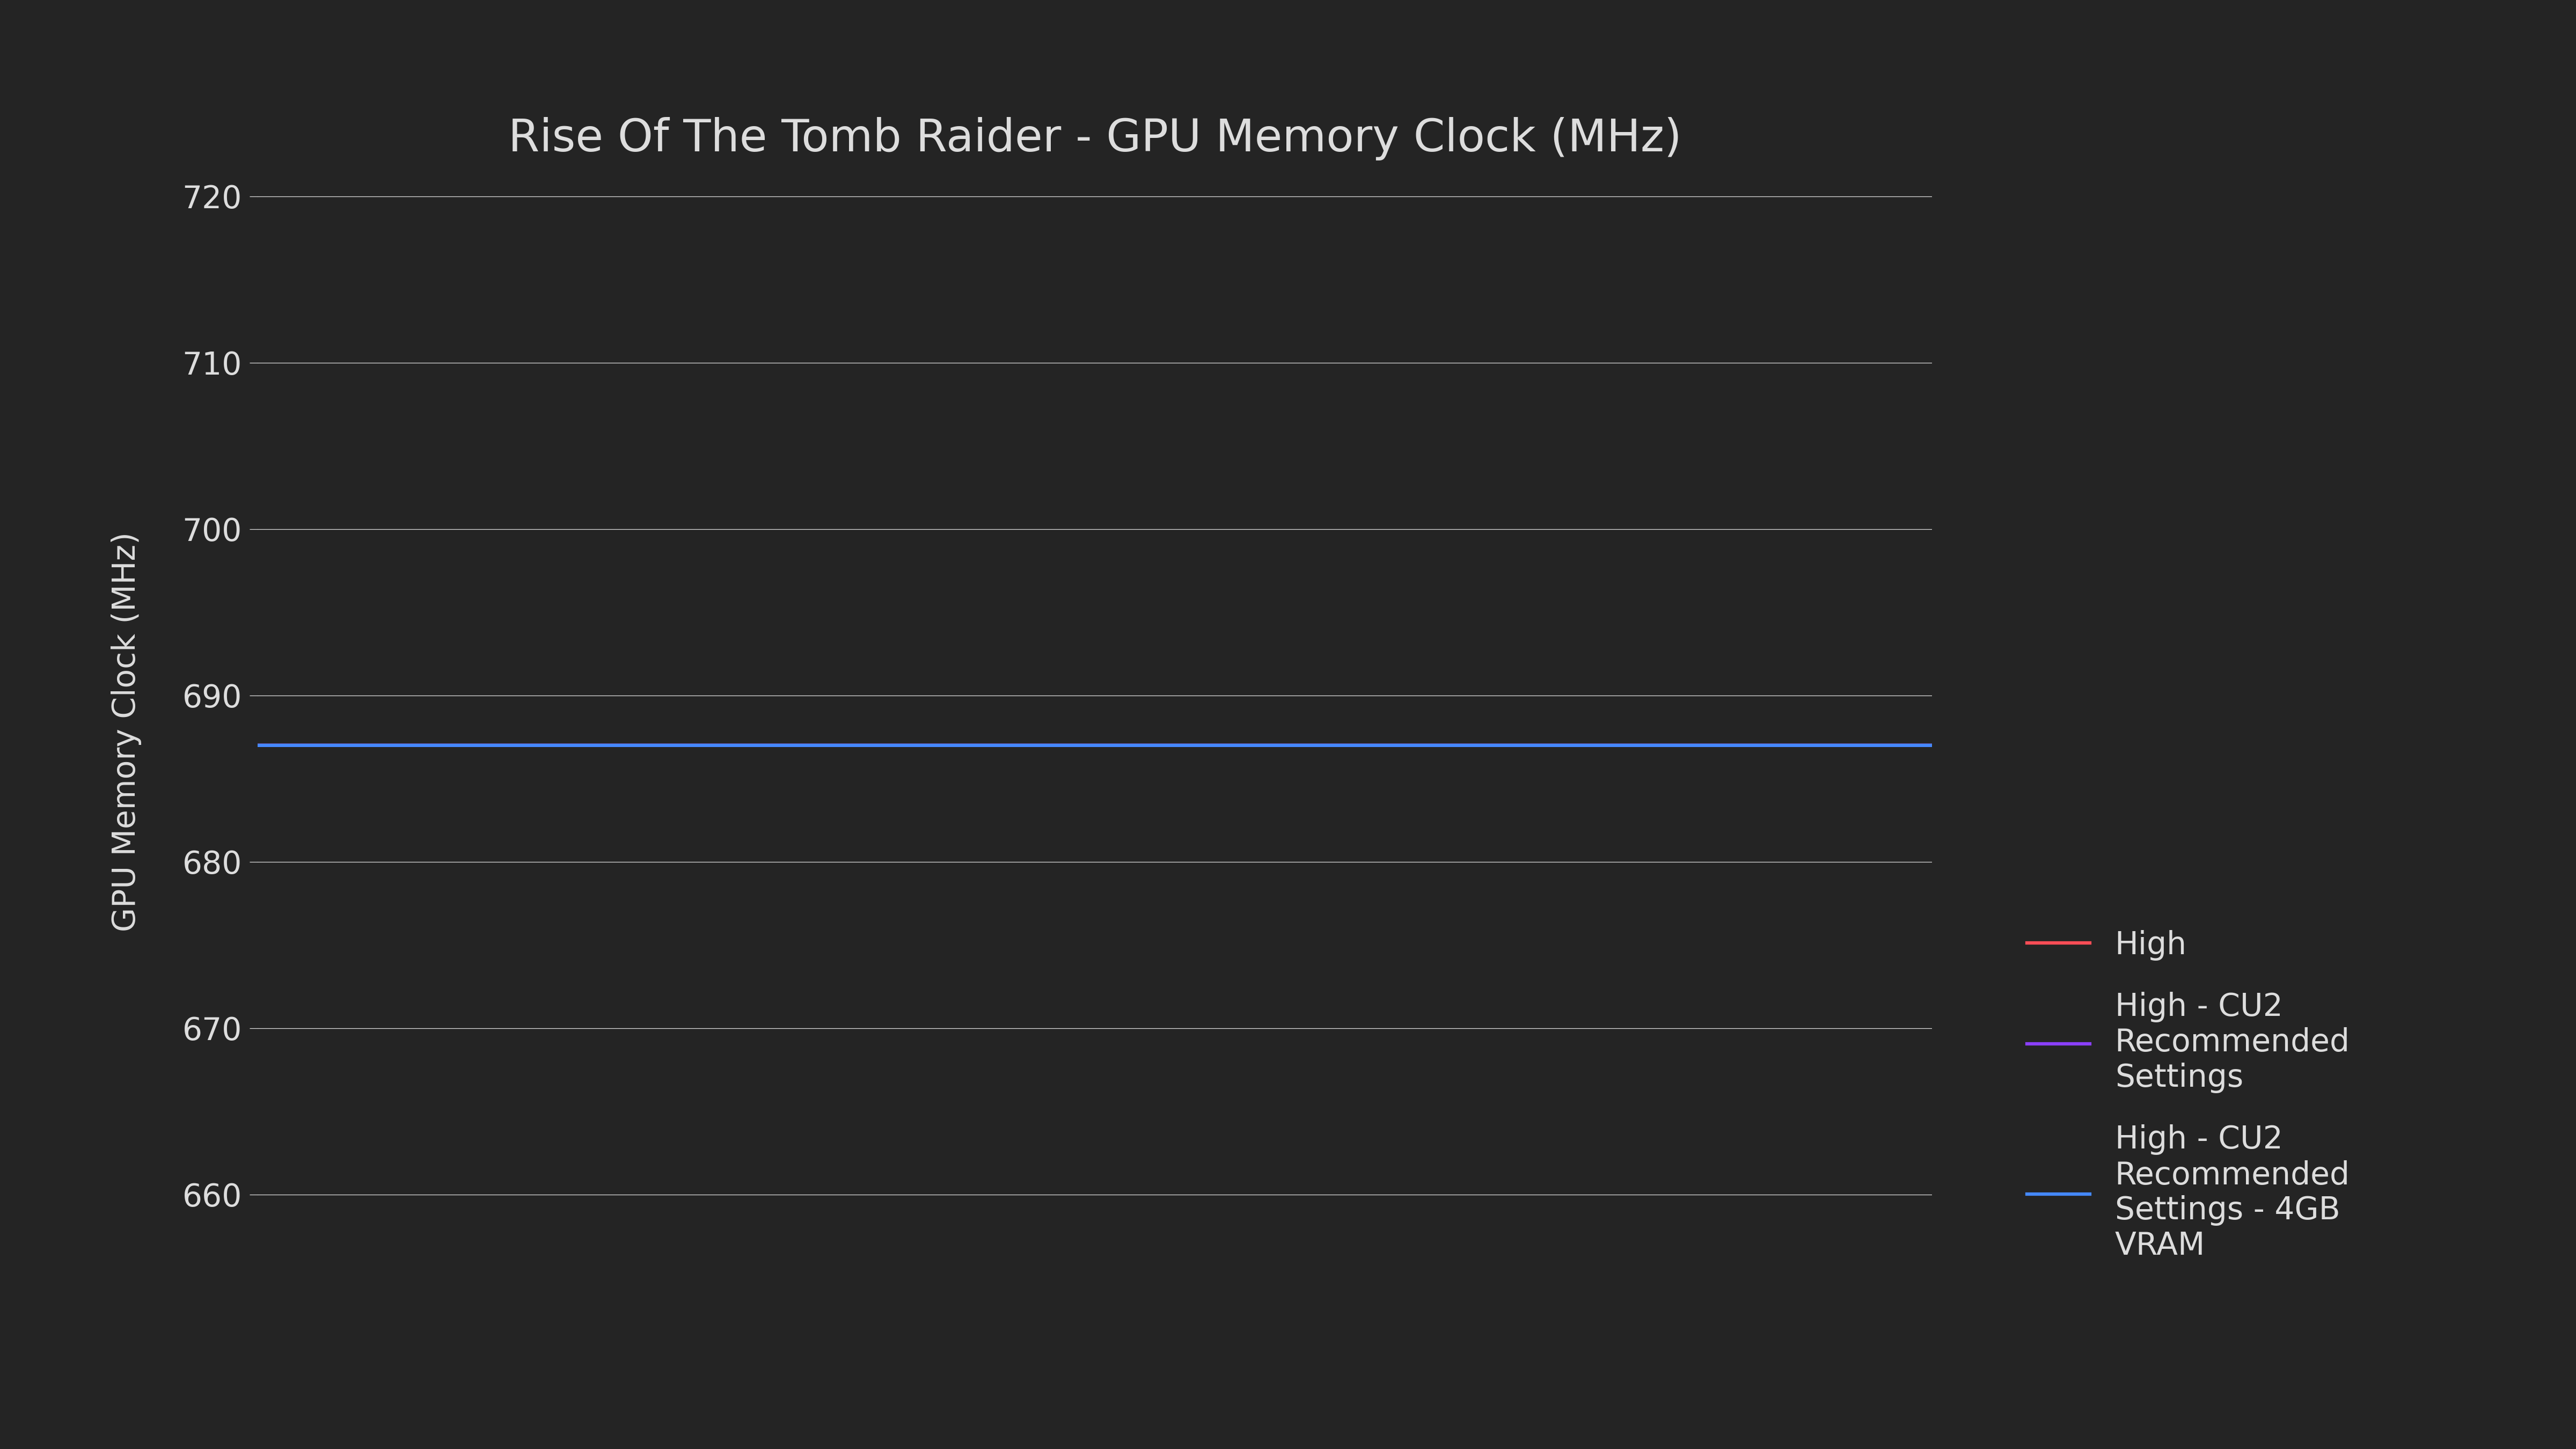 Rise Of The Tomb Raider - GPU Memory Clock (MHz)
GPU Memory Clock (MHz)
720
710
700
690
680
670
660
High
High - CU2
Recommended
Settings
High - CU2
Recommended
Settings - 4GB
VRAM